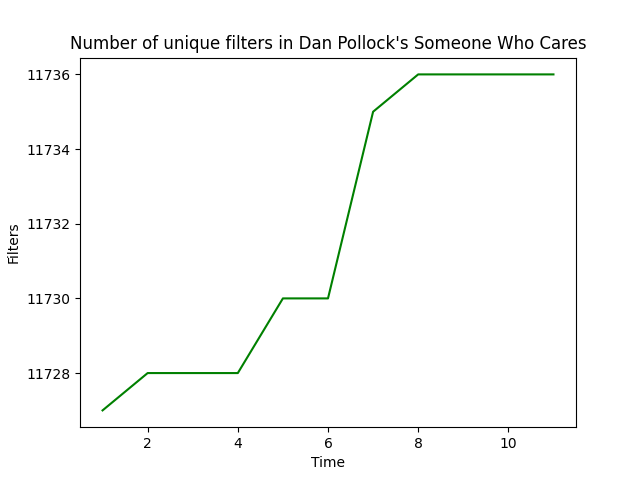 Number of unique filters in Dan Pollock's Someone Who Cares
11736
11734
11732
11730
11728
Filters
2 4 6 8 10
Time